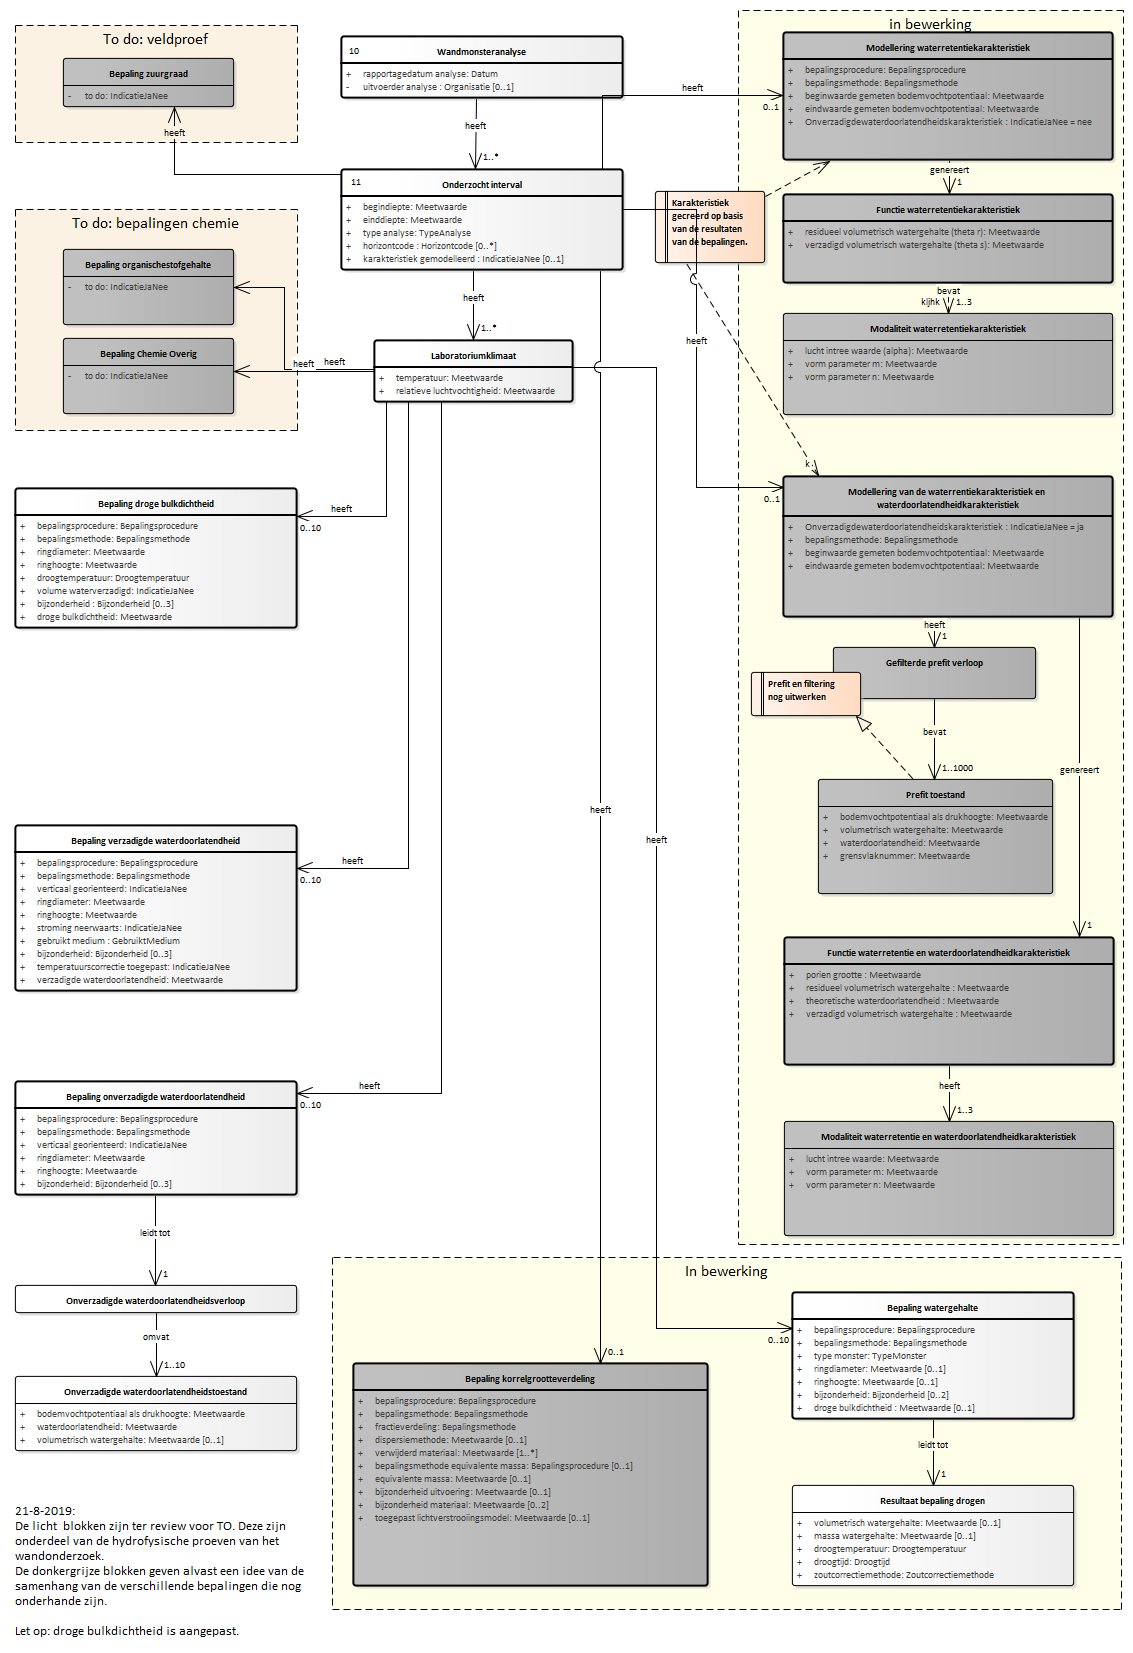 To do: veldproef
Bepaling zuurgraad
- to do: IndicatieJaNee
heeft
To do: bepalingen chemie
Bepaling organischestofgehalte
- to do: IndicatieJaNee
Bepaling Chemie Overig
- to do: IndicatieJaNee
heeft
heeft
10 Wandmonsteranalyse
+ rapportagedatum analyse: Datum
- uitvoerder analyse : Organisatie [0..1]
heeft
1..*
11 Onderzocht interval
+ begindiepte: Meetwaarde
+ einddiepte: Meetwaarde
+ type analyse: TypeAnalyse
+ horizontcode : Horizontcode [0..*]
+ karakteristiek gemodelleerd : IndicatieJaNee [0..1]
heeft
1..*
Laboratoriumklimaat
+ temperatuur: Meetwaarde
+ relatieve luchtvochtigheid: Meetwaarde
in bewerking
heeft
0..1
Modellering waterretentiekarakteristiek
+ bepalingsprocedure: Bepalingsprocedure
+ bepalingsmethode: Bepalingsmethode
+ beginwaarde gemeten bodemvochtpotentiaal: Meetwaarde
+ eindwaarde gemeten bodemvochtpotentiaal: Meetwaarde
+ Onverzadigdewaterdoorlatendheidskarakteristiek : IndicatieJaNee = nee
genereert
1
Karakteristiek
gecreerd op basis
van de resultaten
van de bepalingen.
Functie waterretentiekarakteristiek
+ residueel volumetrisch watergehalte (theta r): Meetwaarde
+ verzadigd volumetrisch watergehalte (theta s): Meetwaarde
bevat
kljhk 1..3
Modaliteit waterretentiekarakteristiek
+ lucht intree waarde (alpha): Meetwaarde
+ vorm parameter m: Meetwaarde
+ vorm parameter n: Meetwaarde
heeft
k
0..1
Modellering van de waterrentiekarakteristiek en
waterdoorlatendheidkarakteristiek
+ Onverzadigdewaterdoorlatendheidskarakteristiek : IndicatieJaNee = ja
+ bepalingsmethode: Bepalingsmethode
+ beginwaarde gemeten bodemvochtpotentiaal: Meetwaarde
+ eindwaarde gemeten bodemvochtpotentiaal: Meetwaarde
heeft
1
Gefilterde prefit verloop
Prefit en filtering
nog uitwerken
bevat
1..1000
genereert
1
Prefit toestand
+ bodemvochtpotentiaal als drukhoogte: Meetwaarde
+ volumetrisch watergehalte: Meetwaarde
+ waterdoorlatendheid: Meetwaarde
+ grensvlaknummer: Meetwaarde
Functie waterretentie en waterdoorlatendheidkarakteristiek
+ porien grootte : Meetwaarde
+ residueel volumetrisch watergehalte : Meetwaarde
+ theoretische waterdoorlatendheid : Meetwaarde
+ verzadigd volumetrisch watergehalte : Meetwaarde
heeft
1..3
Modaliteit waterretentie en waterdoorlatendheidkarakteristiek
+ lucht intree waarde: Meetwaarde
+ vorm parameter m: Meetwaarde
+ vorm parameter n: Meetwaarde
heeft
0..10
Bepaling droge bulkdichtheid
+ bepalingsprocedure: Bepalingsprocedure
+ bepalingsmethode: Bepalingsmethode
+ ringdiameter: Meetwaarde
+ ringhoogte: Meetwaarde
+ droogtemperatuur: Droogtemperatuur
+ volume waterverzadigd: IndicatieJaNee
+ bijzonderheid : Bijzonderheid [0..3]
+ droge bulkdichtheid: Meetwaarde
heeft
0..10
Bepaling verzadigde waterdoorlatendheid
+ bepalingsprocedure: Bepalingsprocedure
+ bepalingsmethode: Bepalingsmethode
+ verticaal georienteerd: IndicatieJaNee
+ ringdiameter: Meetwaarde
+ ringhoogte: Meetwaarde
+ stroming neerwaarts: IndicatieJaNee
+ gebruikt medium : GebruiktMedium
+ bijzonderheid: Bijzonderheid [0..3]
+ temperatuurscorrectie toegepast: IndicatieJaNee
+ verzadigde waterdoorlatendheid: Meetwaarde
heeft
0..10
Bepaling onverzadigde waterdoorlatendheid
+ bepalingsprocedure: Bepalingsprocedure
+ bepalingsmethode: Bepalingsmethode
+ verticaal georienteerd: IndicatieJaNee
+ ringdiameter: Meetwaarde
+ ringhoogte: Meetwaarde
+ bijzonderheid: Bijzonderheid [0..3]
leidt tot
1
Onverzadigde waterdoorlatendheidsverloop
omvat
1..10
Onverzadigde waterdoorlatendheidstoestand
+ bodemvochtpotentiaal als drukhoogte: Meetwaarde
+ waterdoorlatendheid: Meetwaarde
+ volumetrisch watergehalte: Meetwaarde [0..1]
heeft
heeft
In bewerking
0..1
Bepaling korrelgrootteverdeling
+ bepalingsprocedure: Bepalingsprocedure
+ bepalingsmethode: Bepalingsmethode
+ fractieverdeling: Bepalingsmethode
+ dispersiemethode: Meetwaarde [0..1]
+ verwijderd materiaal: Meetwaarde [1..*]
+ bepalingsmethode equivalente massa: Bepalingsprocedure [0..1]
+ equivalente massa: Meetwaarde [0..1]
+ bijzonderheid uitvoering: Meetwaarde [0..1]
+ bijzonderheid materiaal: Meetwaarde [0..2]
+ toegepast lichtverstrooiingsmodel: Meetwaarde [0..1]
0..10
Bepaling watergehalte
+ bepalingsprocedure: Bepalingsprocedure
+ bepalingsmethode: Bepalingsmethode
+ type monster: TypeMonster
+ ringdiameter: Meetwaarde [0..1]
+ ringhoogte: Meetwaarde [0..1]
+ bijzonderheid: Bijzonderheid [0..2]
+ droge bulkdichtheid : Meetwaarde [0..1]
leidt tot
1
Resultaat bepaling drogen
+ volumetrisch watergehalte: Meetwaarde [0..1]
+ massa watergehalte: Meetwaarde [0..1]
+ droogtemperatuur: Droogtemperatuur
+ droogtijd: Droogtijd
+ zoutcorrectiemethode: Zoutcorrectiemethode
21-8-2019:
De licht blokken zijn ter review voor TO. Deze zijn
onderdeel van de hydrofysische proeven van het
wandonderzoek.
De donkergrijze blokken geven alvast een idee van de
samenhang van de verschillende bepalingen die nog
onderhande zijn.
Let op: droge bulkdichtheid is aangepast.